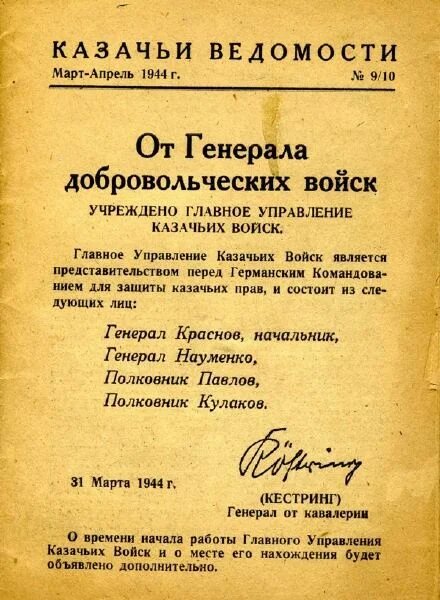 КАЗАЧЬИ ВЕДОМОСТИ
Март-Апрель 1944 г. № 9/10
От Генерала
добровольческих войск
УЧРЕЖДЕНО ГЛАВНОЕ УПРАВЛЕНИЕ
КАЗАЧЬИХ ВОЙСК.
Главное Управление Казачьих Войск является
представительством перед Германским Командова-
нием для защиты казачьих прав, и состоит из сле-
дующих лиц:
Генерал Краснов, начальник,
Генерал Науменко,
Полковник Павлов,
Полковник Кулаков.
Köstring
31 Марта 1944 г.
(КЕСТРИНГ)
Генерал от кавалерии
О времени начала работы Главного Управления
Казачьих Войск и о месте его нахождения будет
объявлено дополнительно.